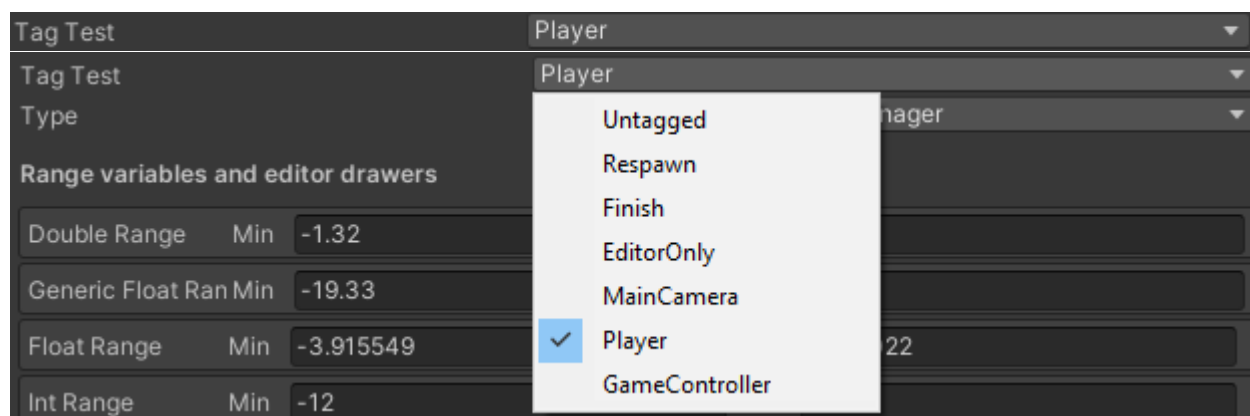 Tag Test Player
Tag Test Player
Type nager
Untagged
Respawn
Range variables and editor drawers
Finish
Double Range Min -1.32
EditorOnly
Generic Float Ran Min -19.33
MainCamera
Float Range Min -3.915549 Player 22
GameController
Int Range Min -12